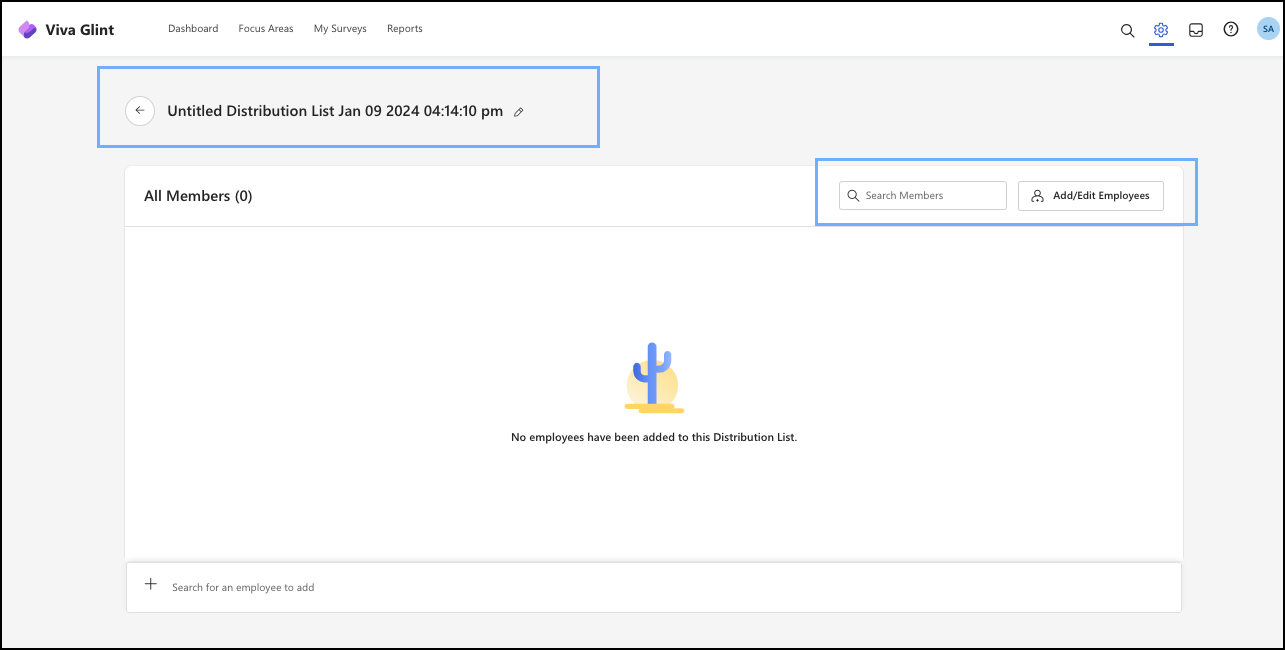 Viva Glint
Dashboard
Focus Areas
My Surveys
Reports
SA
Untitled Distribution List Jan 09 2024 04:14:10 pm
All Members (0)
Search Members
Add/Edit Employees
No employees have been added to this Distribution List.
Search for an employee to add